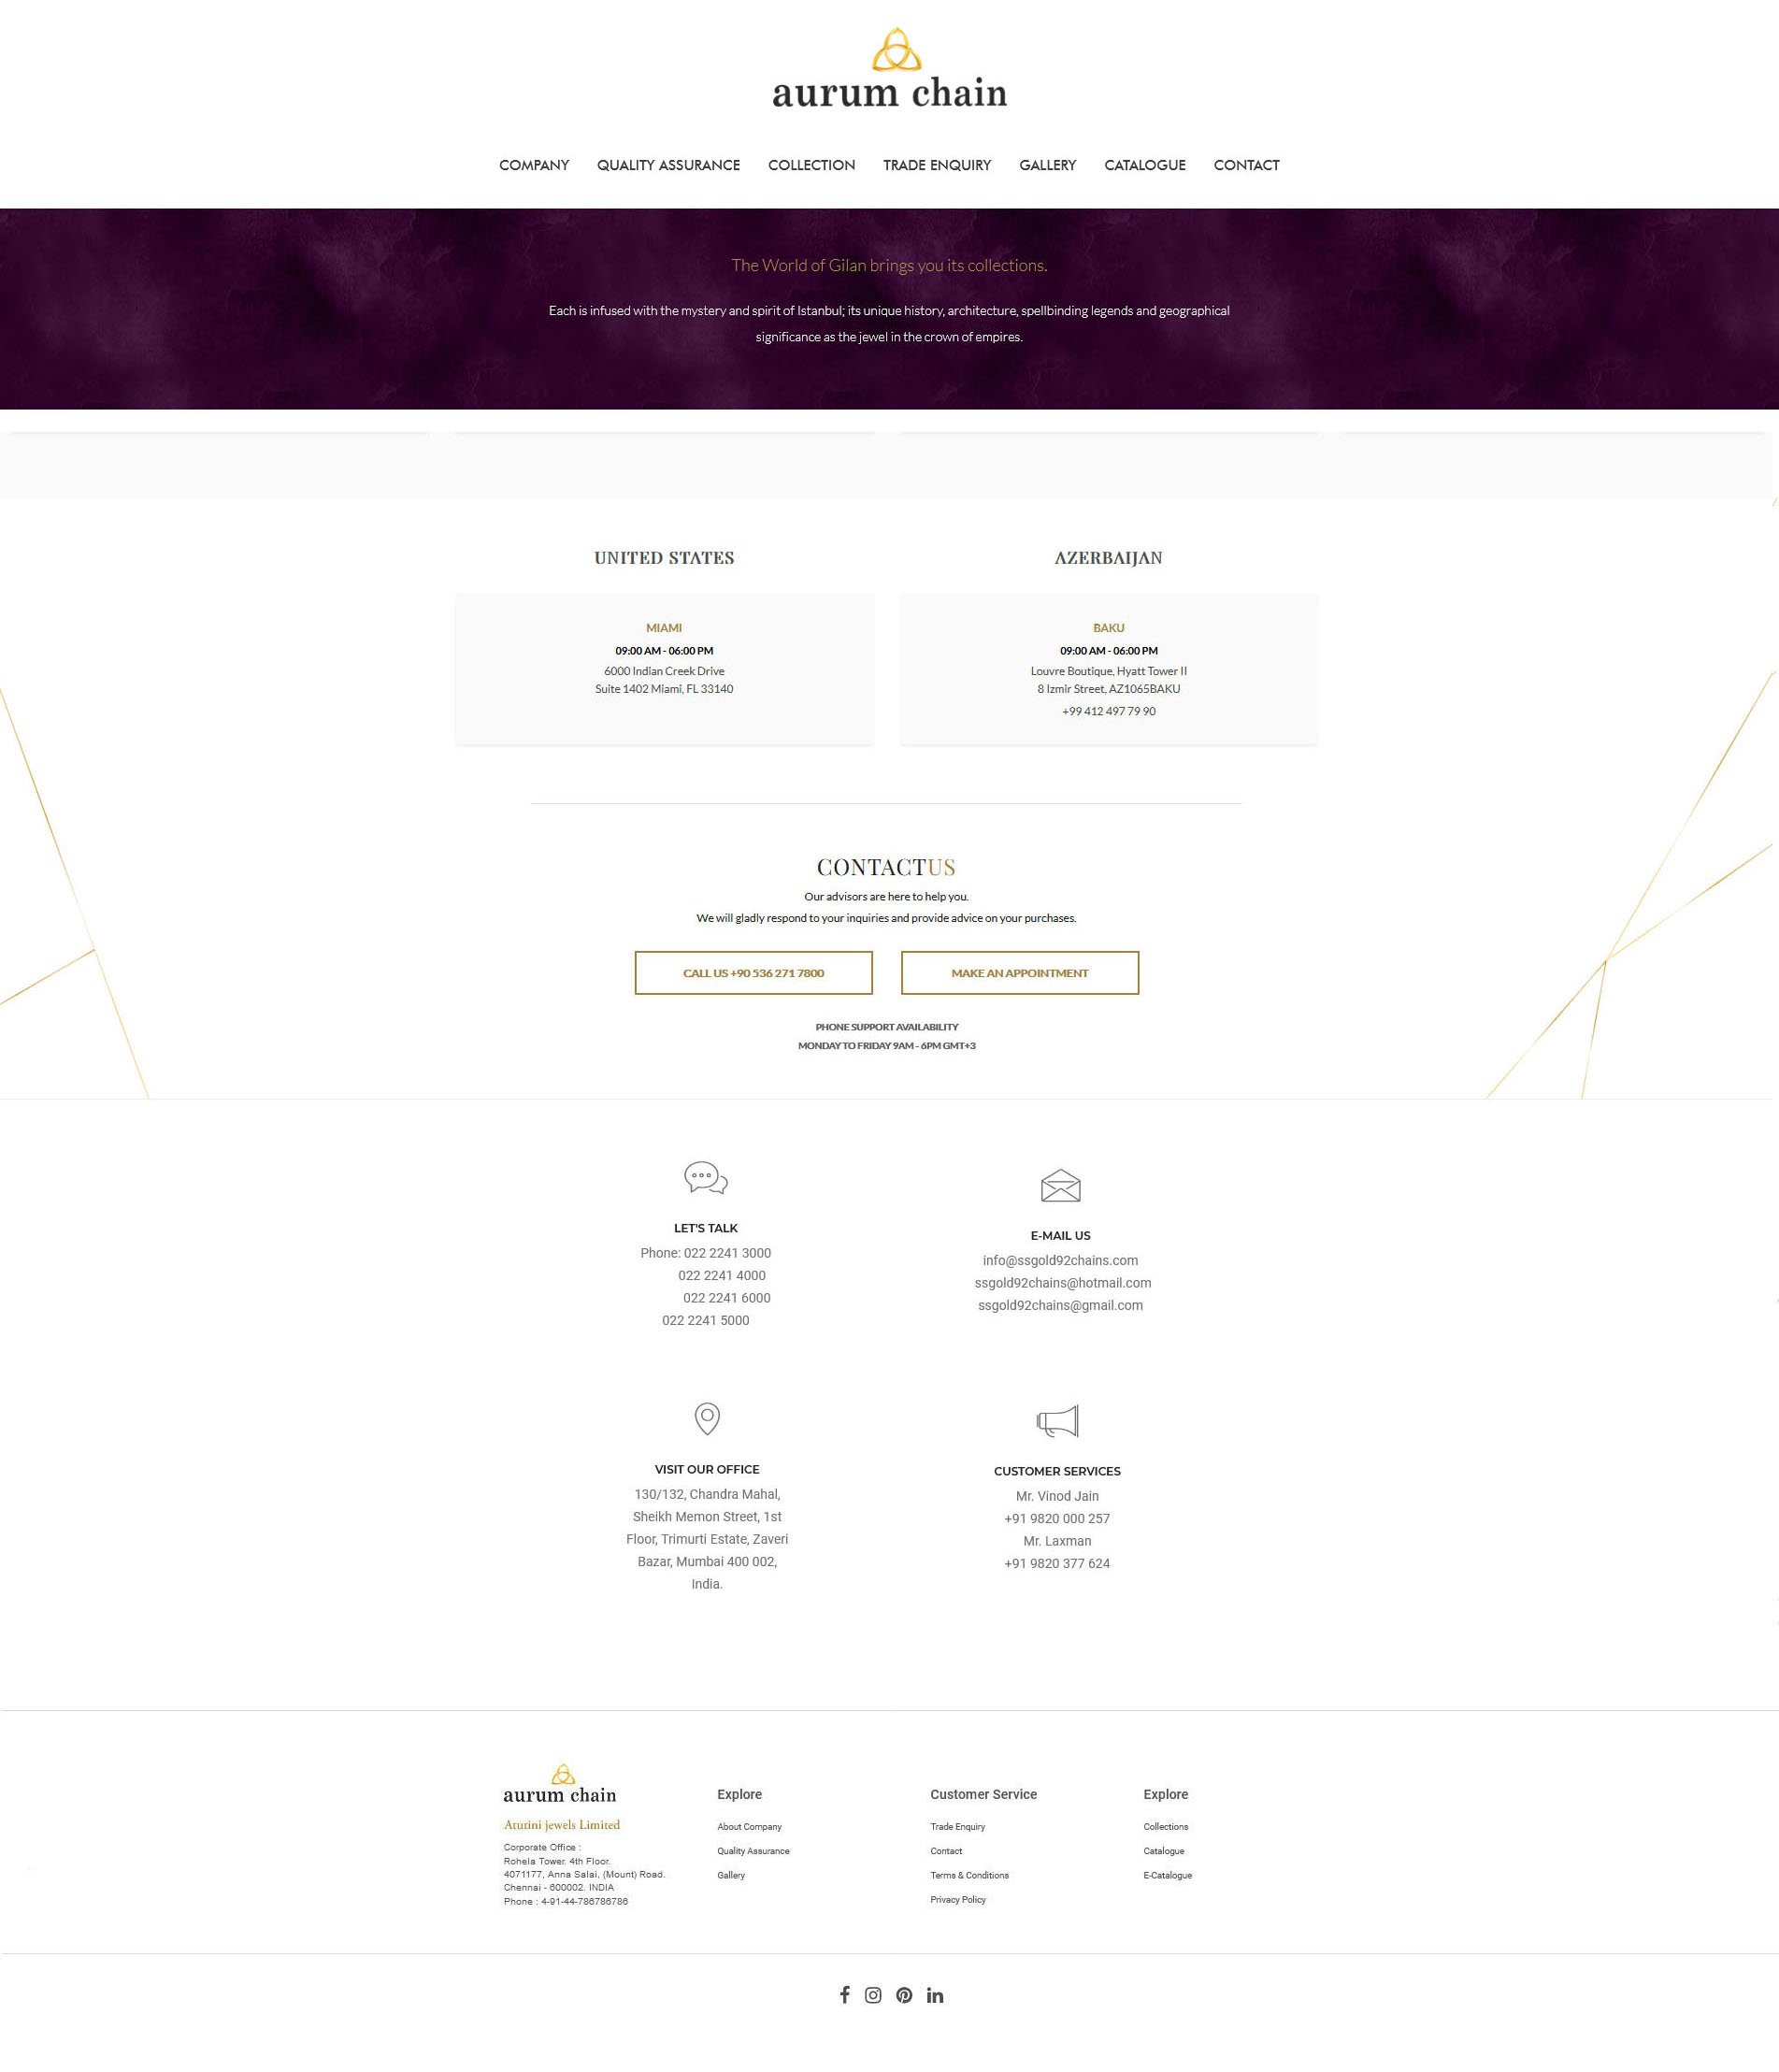 aurum chain
COMPANY QUALITY ASSURANCE COLLECTION TRADE ENQUIRY GALLERY CATALOGUE CONTACT
The World of Gilan brings you its collections.
Each is infused with the mystery and spirit of Istanbul; its unique history, architecture, spellbinding legends and geographical
significance as the jewel in the crown of empires.
UNITED STATES
MIAMI
09:00 AM - 06:00 PM
6000 Indian Creek Drive
Suite 1402 Miami, FL 33140
AZERBAIJAN
BAKU
09:00 AM - 06:00 PM
Louvre Boutique, Hyatt Tower II
8 Izmir Street, AZ1065BAKU
+99 412 497 79 90
CONTACTUS
Our advisors are here to help you.
We will gladly respond to your inquiries and provide advice on your purchases.
CALL US +90 536 271 7800
MAKE AN APPOINTMENT
PHONE SUPPORT AVAILABILITY
MONDAY TO FRIDAY 9AM - 6PM GMT+3
LET'S TALK
Phone: 022 2241 3000
022 2241 4000
022 2241 6000
022 2241 5000
E-MAIL US
info@ssgold92chains.com
ssgold92chains@hotmail.com
ssgold92chains@gmail.com
VISIT OUR OFFICE
130/132, Chandra Mahal,
Sheikh Memon Street, 1st
Floor, Trimurti Estate, Zaveri
Bazar, Mumbai 400 002,
India.
CUSTOMER SERVICES
Mr. Vinod Jain
+91 9820 000 257
Mr. Laxman
+91 9820 377 624
aurum chain
Atutini jewels Limited
Corporate Office :
Rohela Tower. 4th Floor.
4071177, Anna Salai, (Mount) Road.
Chennai - 600002. INDIA
Phone : 4-91-44-786786786
Explore
About Company
Quality Assurance
Gallery
Customer Service
Trade Enquiry
Contact
Terms & Conditions
Privacy Policy
Explore
Collections
Catalogue
E-Catalogue